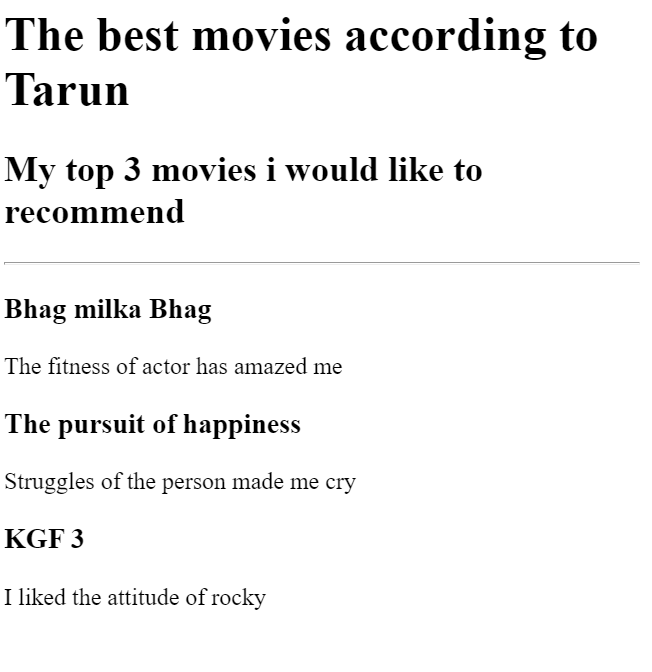 The best movies according to
Tarun
My top 3 movies i would like to
recommend
Bhag milka Bhag
The fitness of actor has amazed me
The pursuit of happiness
Struggles of the person made me cry
KGF 3
I liked the attitude of rocky